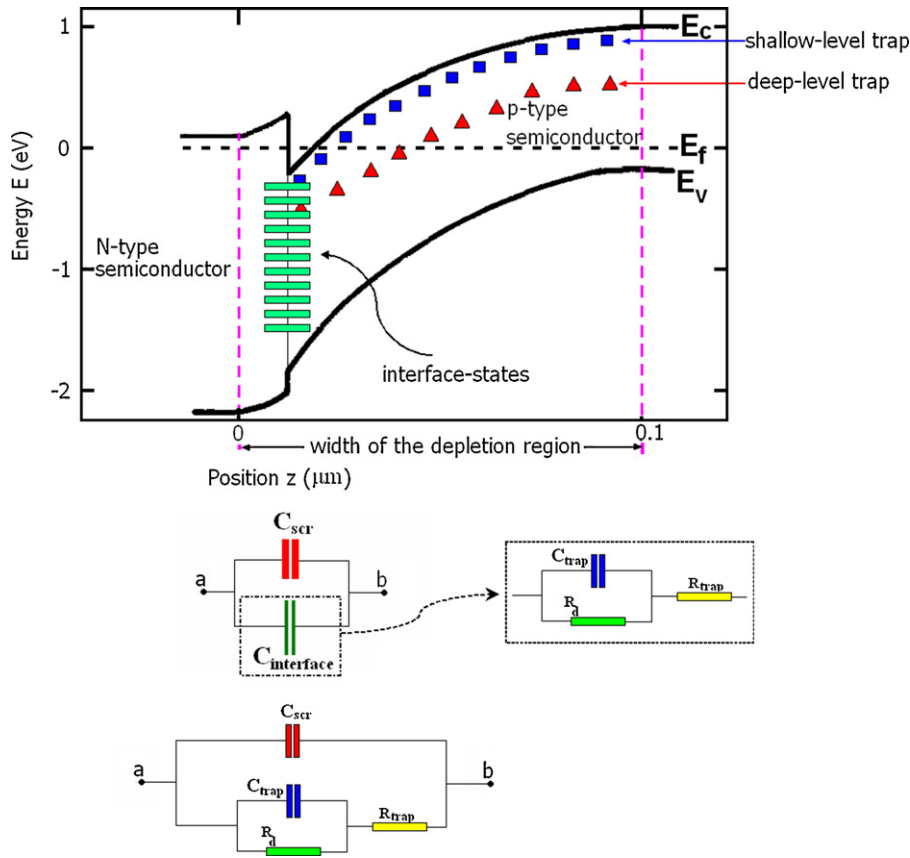 1
0
-1
-2
Energy E (eV)
Ec
shallow-level trap
deep-level trap
p-type
semiconductor
Ef
Ev
N-type
semiconductor
interface-states
0
width of the depletion region
0.1
Position z (μm)
Cscr
a
b
Cinterface
Ctrap
Rd
Rtrap
Cscr
a
b
Ctrap
Rd
Rtrap